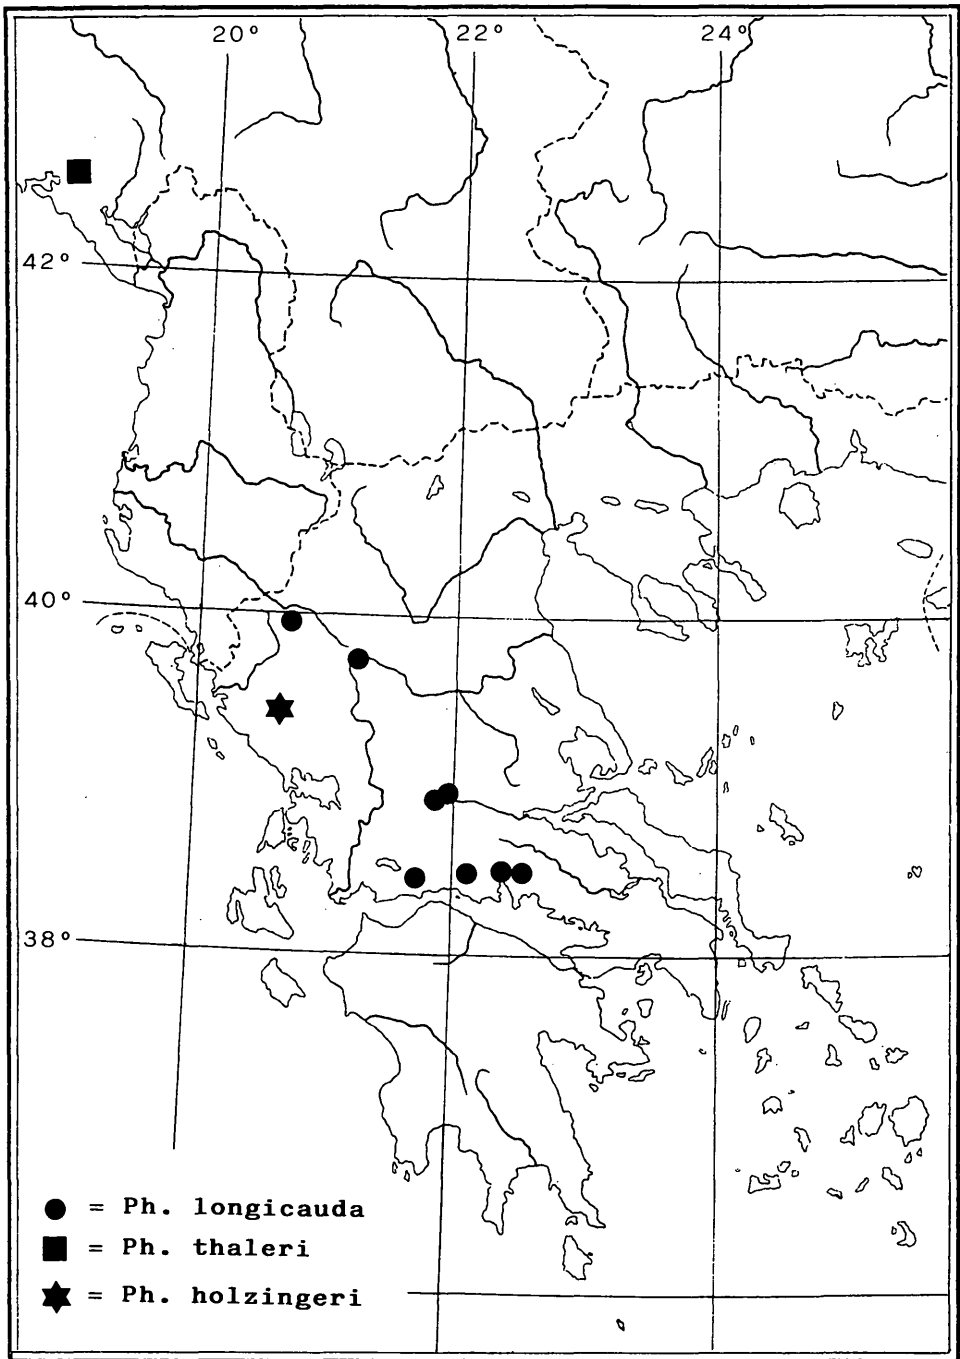 20° 22° 24°
42°
40°
38°
● = Ph. longicauda
■ = Ph. thaleri
★ = Ph. holzingeri